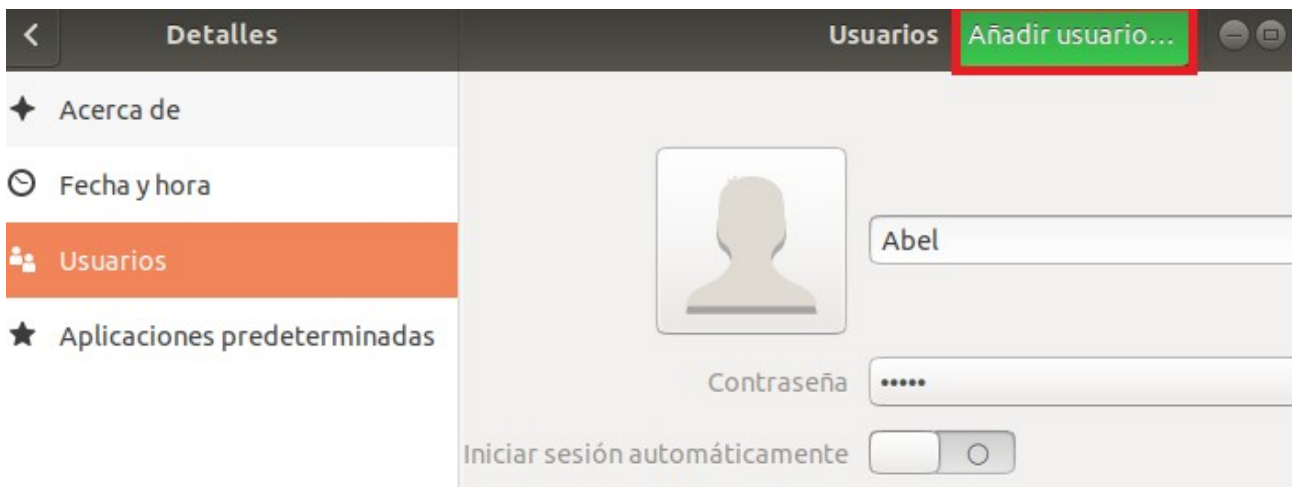 Detalles
Usuarios
Añadir usuario...
Acerca de
Fecha y hora
Usuarios
Aplicaciones predeterminadas
Abel
Contraseña
•••••
Iniciar sesión automáticamente